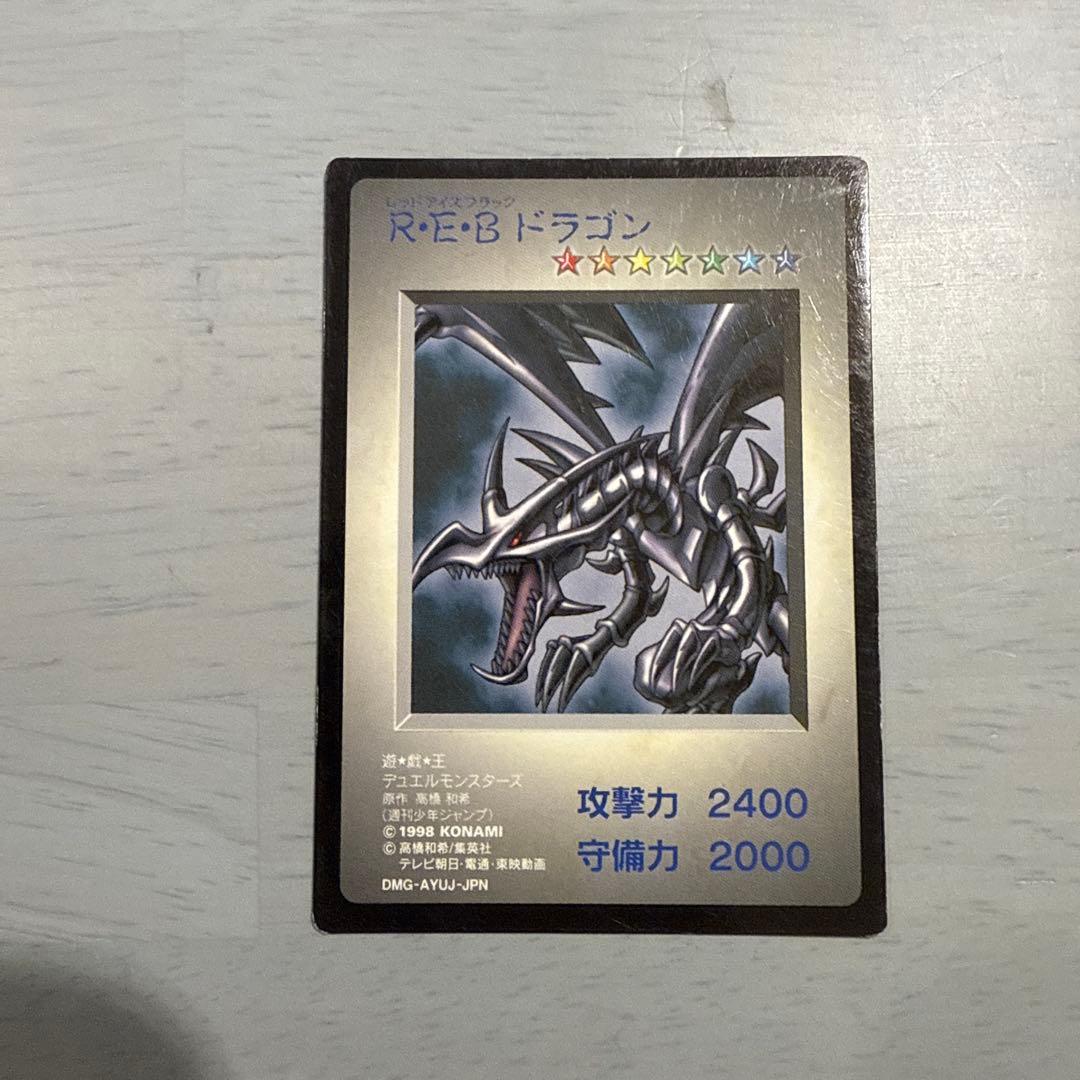 レッドアイズブラック
R・E・B ドラゴン
遊★戯★王
デュエルモンスターズ
原作 高橋 和希
(週刊少年ジャンプ)
©1998 KONAMI
©高橋和希/集英社
テレビ朝日・電通・東映動画
DMG-AYUJ-JPN
攻撃力 2400
守備力 2000